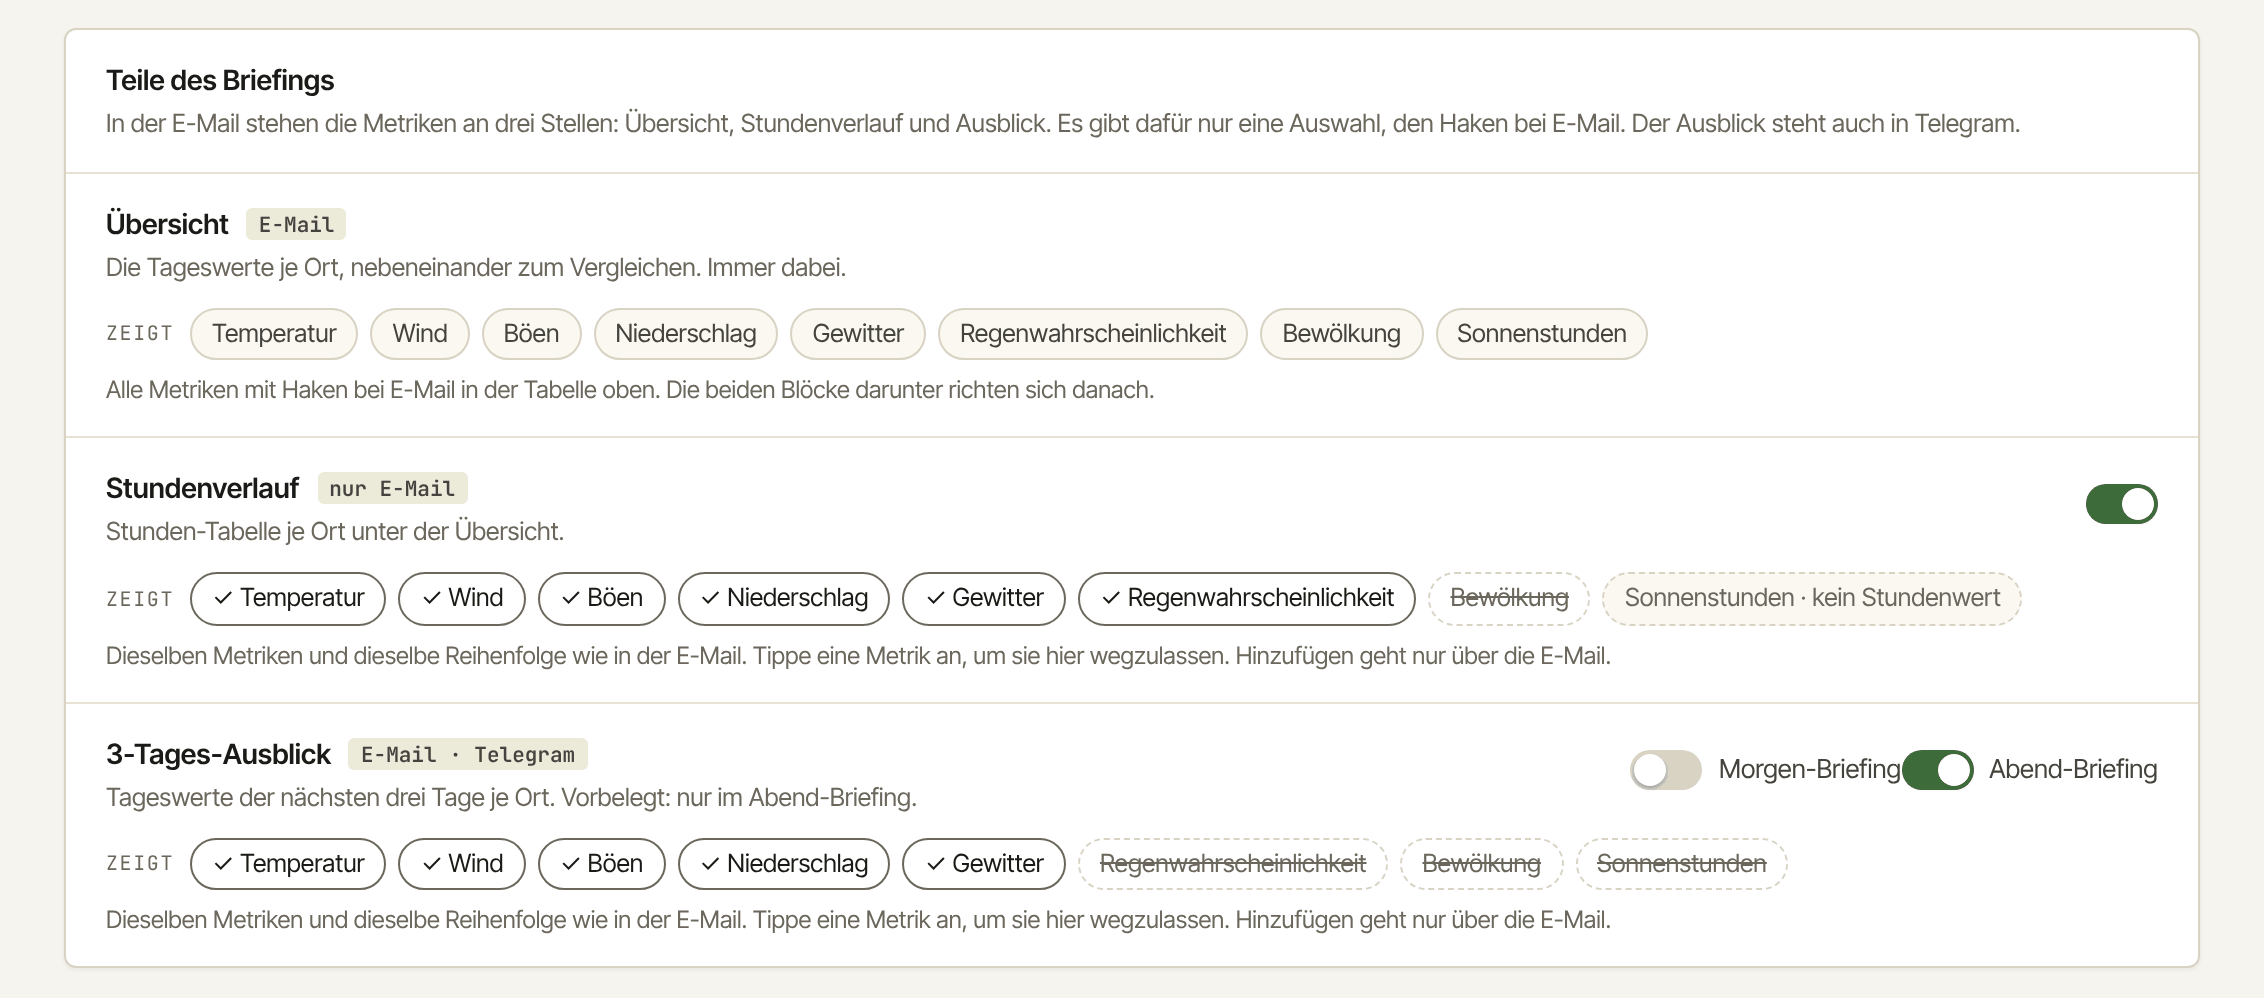 Teile des Briefings
In der E-Mail stehen die Metriken an drei Stellen: Übersicht, Stundenverlauf und Ausblick. Es gibt dafür nur eine Auswahl, den Haken bei E-Mail. Der Ausblick steht auch in Telegram.
Übersicht E-Mail
Die Tageswerte je Ort, nebeneinander zum Vergleichen. Immer dabei.
ZEIGT Temperatur Wind Böen Niederschlag Gewitter Regenwahrscheinlichkeit Bewölkung Sonnenstunden
Alle Metriken mit Haken bei E-Mail in der Tabelle oben. Die beiden Blöcke darunter richten sich danach.
Stundenverlauf nur E-Mail
Stunden-Tabelle je Ort unter der Übersicht.
ZEIGT ✓ Temperatur ✓ Wind ✓ Böen ✓ Niederschlag ✓ Gewitter ✓ Regenwahrscheinlichkeit Bewölkung Sonnenstunden · kein Stundenwert
Dieselben Metriken und dieselbe Reihenfolge wie in der E-Mail. Tippe eine Metrik an, um sie hier wegzulassen. Hinzufügen geht nur über die E-Mail.
3-Tages-Ausblick E-Mail · Telegram Morgen-Briefing Abend-Briefing
Tageswerte der nächsten drei Tage je Ort. Vorbelegt: nur im Abend-Briefing.
ZEIGT ✓ Temperatur ✓ Wind ✓ Böen ✓ Niederschlag ✓ Gewitter Regenwahrscheinlichkeit Bewölkung Sonnenstunden
Dieselben Metriken und dieselbe Reihenfolge wie in der E-Mail. Tippe eine Metrik an, um sie hier wegzulassen. Hinzufügen geht nur über die E-Mail.